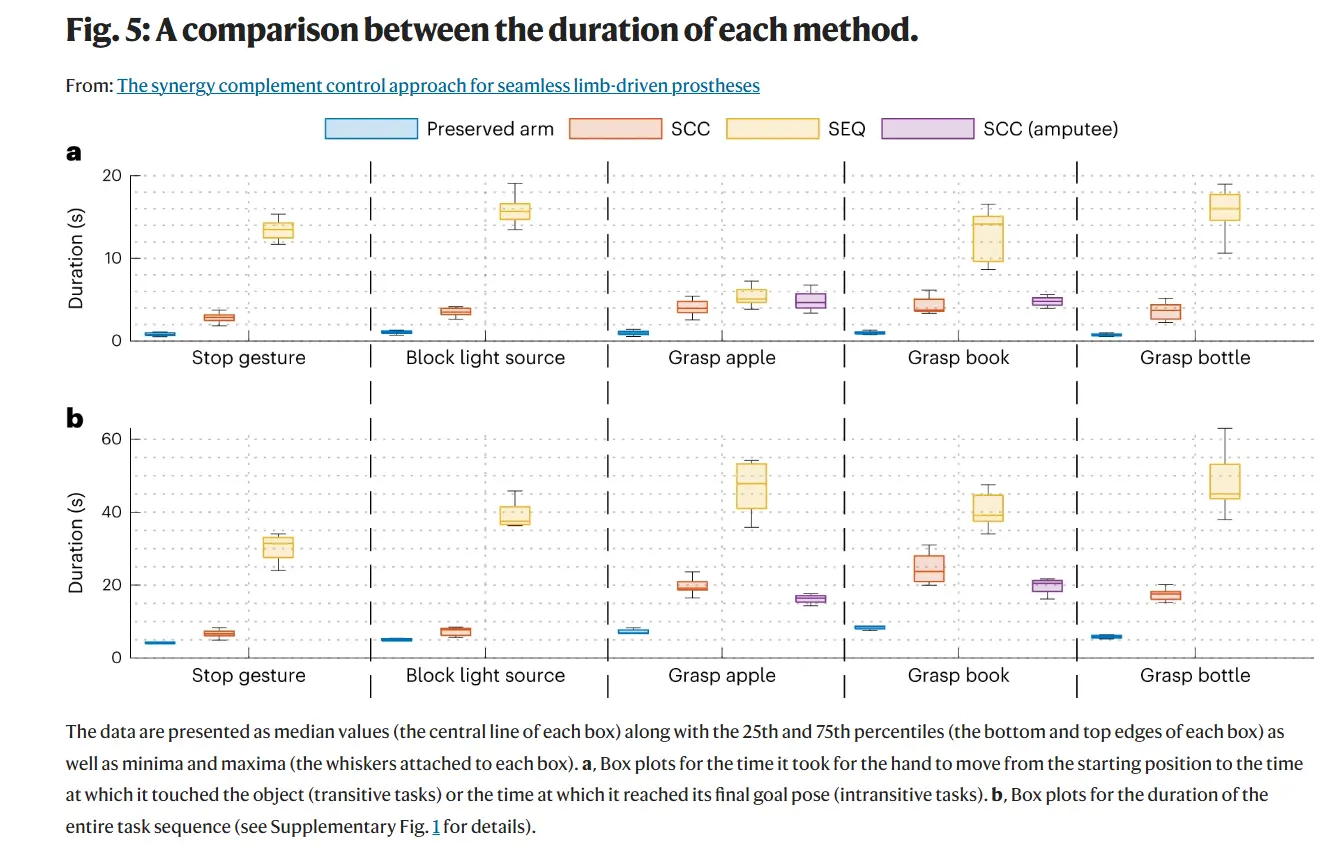 Fig. 5: A comparison between the duration of each method.
From: The synergy complement control approach for seamless limb-driven prostheses
Preserved arm SCC SEQ SCC (amputee)
a
20
10
0
Duration (s)
Stop gesture Block light source Grasp apple Grasp book Grasp bottle
b
60
40
20
0
Duration (s)
Stop gesture Block light source Grasp apple Grasp book Grasp bottle
The data are presented as median values (the central line of each box) along with the 25th and 75th percentiles (the bottom and top edges of each box) as
well as minima and maxima (the whiskers attached to each box). a, Box plots for the time it took for the hand to move from the starting position to the time
at which it touched the object (transitive tasks) or the time at which it reached its final goal pose (intransitive tasks). b, Box plots for the duration of the
entire task sequence (see Supplementary Fig. 1 for details).